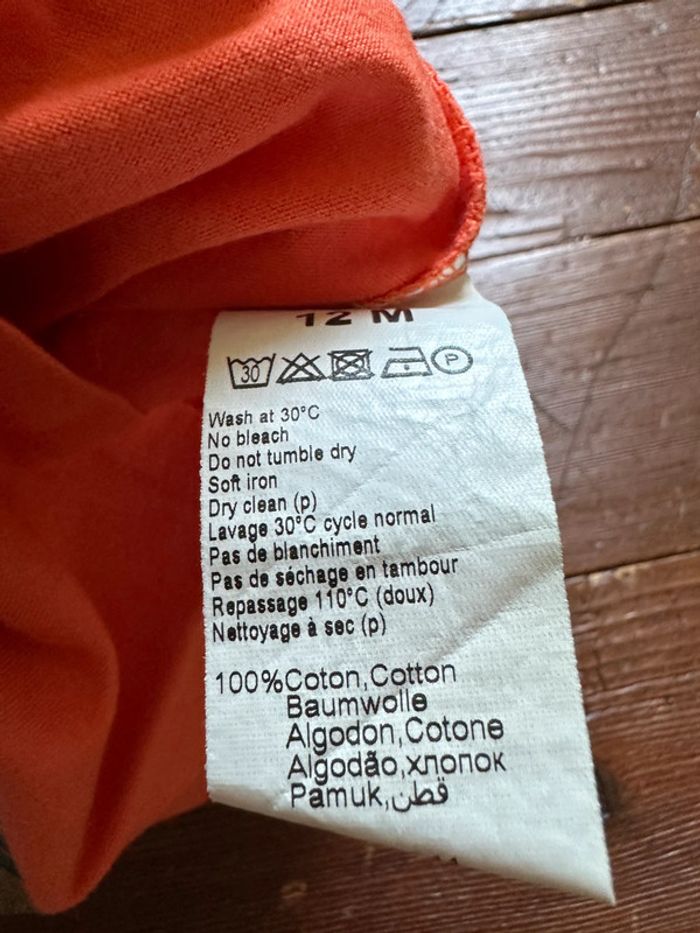 12 M
30 P
Wash at 30°C
No bleach
Do not tumble dry
Soft iron
Dry clean (p)
Lavage 30°C cycle normal
Pas de blanchiment
Pas de séchage en tambour
Repassage 110°C (doux)
Nettoyage à sec (p)
100%Coton,Cotton
Baumwolle
Algodon,Cotone
Algodão,хлопок
Pamuk,قطن